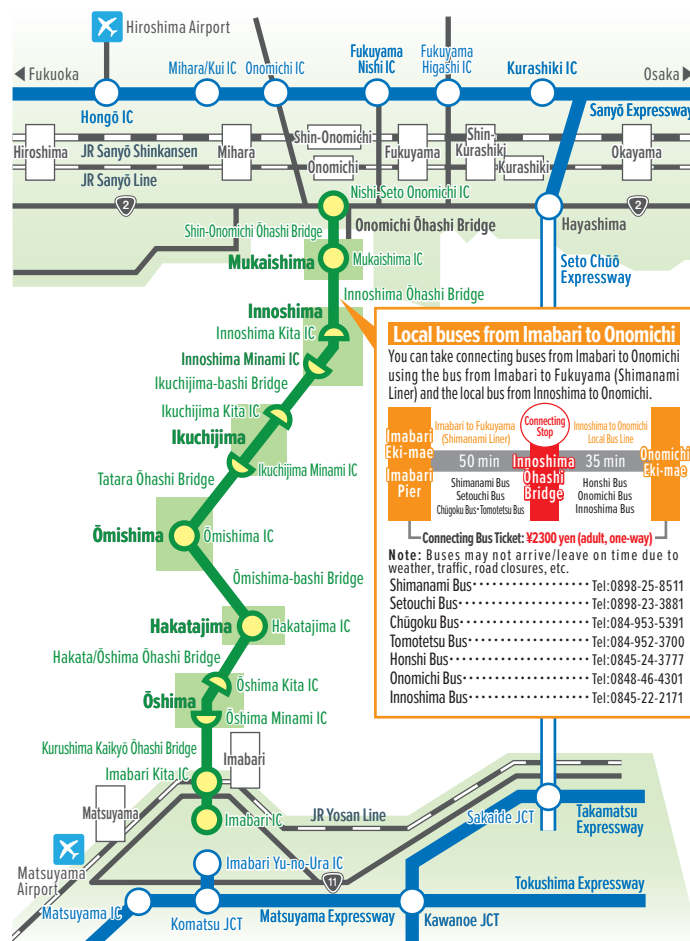 Hiroshima Airport
Fukuoka
Mihara/Kui IC
Onomichi IC
Fukuyama
Nishi IC
Fukuyama
Higashi IC
Kurashiki IC
Osaka
Hongō IC
Sanyō Expressway
Hiroshima
JR Sanyō Shinkansen
JR Sanyō Line
Mihara
Shin-Onomichi
Onomichi
Fukuyama
Shin-
Kurashiki
Kurashiki
Okayama
2
Nishi-Seto Onomichi IC
2
Shin-Onomichi Ōhashi Bridge
Onomichi Ōhashi Bridge
Hayashima
Mukaishima
Mukaishima IC
Seto Chūō
Expressway
Innoshima Ōhashi Bridge
Innoshima
Innoshima Kita IC
Innoshima Minami IC
Ikuchijima-bashi Bridge
Ikuchijima Kita IC
Ikuchijima
Ikuchijima Minami IC
Tatara Ōhashi Bridge
Ōmishima
Ōmishima IC
Ōmishima-bashi Bridge
Hakatajima
Hakatajima IC
Hakata/Ōshima Ōhashi Bridge
Ōshima Kita IC
Ōshima
Ōshima Minami IC
Kurushima Kaikyō Ōhashi Bridge
Imabari
Imabari Kita IC
Local buses from Imabari to Onomichi
You can take connecting buses from Imabari to Onomichi
using the bus from Imabari to Fukuyama (Shimanami
Liner) and the local bus from Innoshima to Onomichi.
Imabari
Eki-mae
Imabari
Pier
Imabari to Fukuyama
(Shimanami Liner)
50 min
Shimanami Bus
Setouchi Bus
Chūgoku Bus・Tomotetsu Bus
Connecting
Stop
Innoshima
Ōhashi
Bridge
Innoshima to Onomichi
Local Bus Line
35 min
Honshi Bus
Onomichi Bus
Innoshima Bus
Onomichi
Eki-mae
Connecting Bus Ticket: ¥2300 yen (adult, one-way)
Note: Buses may not arrive/leave on time due to
weather, traffic, road closures, etc.
Shimanami Bus・・・・・・・・・・・・・・・・Tel:0898-25-8511
Setouchi Bus・・・・・・・・・・・・・・・・・Tel:0898-23-3881
Chūgoku Bus・・・・・・・・・・・・・・・・・Tel:084-953-5391
Tomotetsu Bus・・・・・・・・・・・・・・・・Tel:084-952-3700
Honshi Bus・・・・・・・・・・・・・・・・・・Tel:0845-24-3777
Onomichi Bus・・・・・・・・・・・・・・・・・Tel:0848-46-4301
Innoshima Bus・・・・・・・・・・・・・・・・Tel:0845-22-2171
Matsuyama
Imabari IC
JR Yosan Line
Sakaide JCT
Takamatsu
Expressway
Matsuyama
Airport
Imabari Yu-no-Ura IC
11
Tokushima Expressway
Matsuyama IC
Komatsu JCT
Matsuyama Expressway
Kawanoe JCT